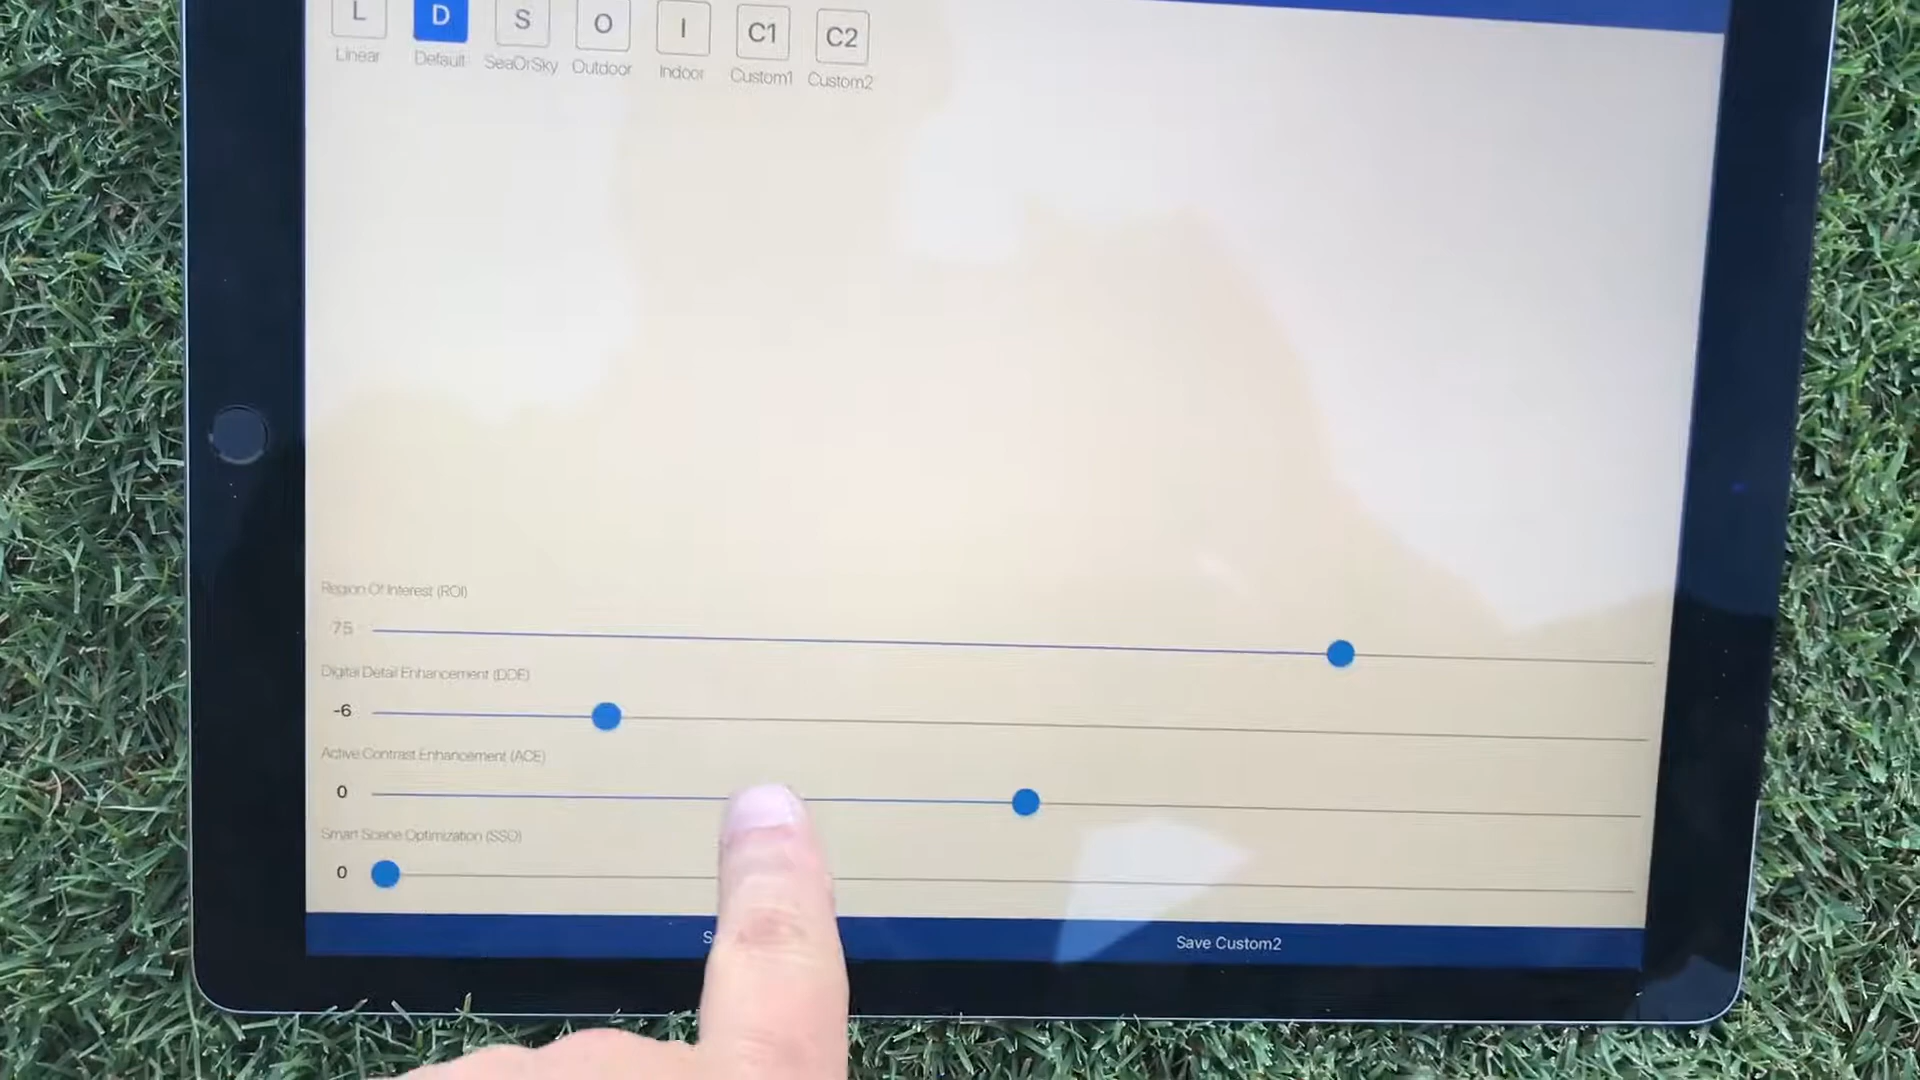 L D S O I C1 C2
Linear Default SeaOrSky Outdoor Indoor Custom1 Custom2
Region Of Interest (ROI)
75
Digital Detail Enhancement (DDE)
-6
Active Contrast Enhancement (ACE)
0
Smart Scene Optimization (SSO)
0
Save Custom2